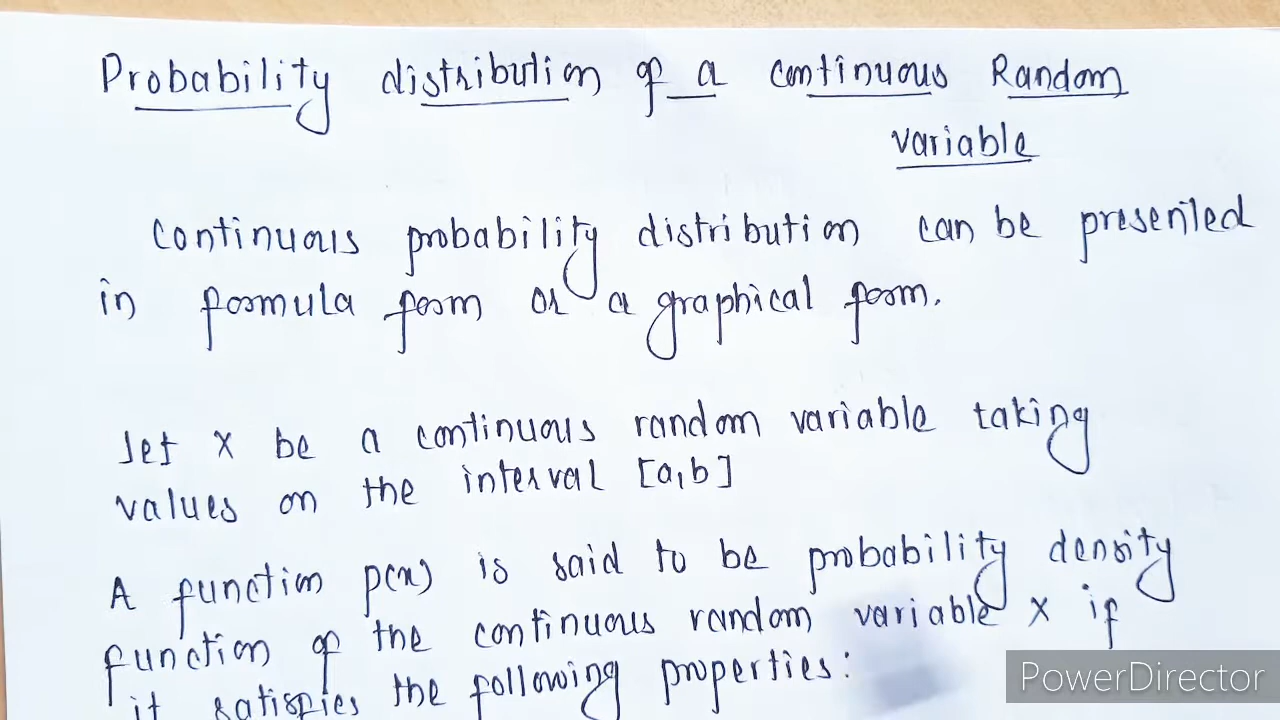 Probability distribution of a continuous Random
variable
continuous probability distribution can be presented
in formula form or a graphical form.
Let X be a continuous random variable taking
values on the interval [a,b]
A function p(x) is said to be probability density
function of the continuous random variable X if
it satisfies the following properties:
PowerDirector